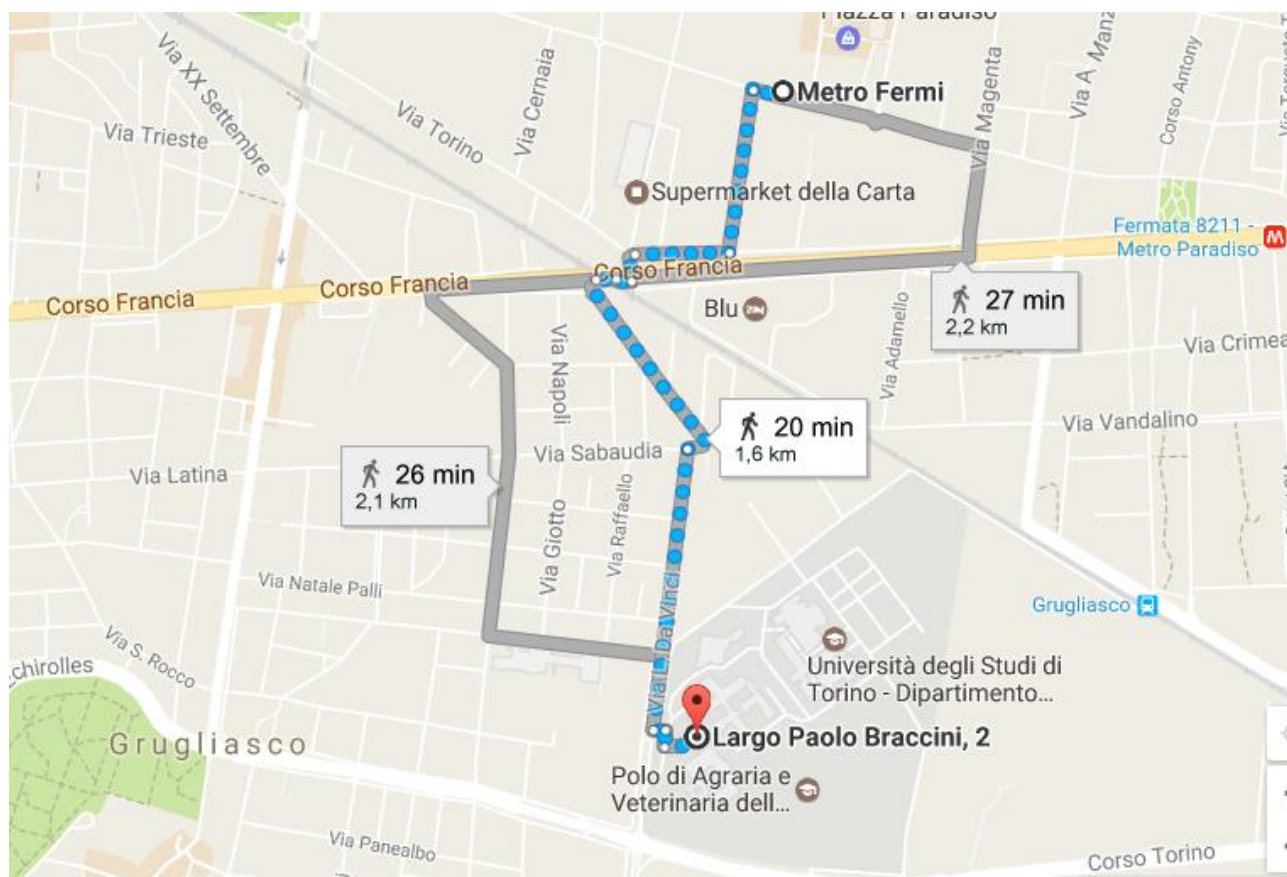 Piazza Paradiso
Metro Fermi
Via Magenta
Via A
Manz
Corso Antony
Via XX Settembre
Via Trieste
Via Torino
Via Cernaia
Supermarket della Carta
Fermata 8211 -
Metro Paradiso
Corso Francia
Corso Francia
Corso Francia
Blu
27 min
2,2 km
Via Adamello
Via Crimea
Via Napoli
20 min
1,6 km
Via Vandalino
Via Sabaudia
Via Latina
26 min
2,1 km
Via Giotto
Via Raffaello
Via Natale Palli
Via L. Da Vinci
Grugliasco
Via S. Rocco
chirolles
Università degli Studi di
Torino - Dipartimento...
Grugliasco
Largo Paolo Braccini, 2
Polo di Agraria e
Veterinaria dell...
Via Panealbo
Corso Torino